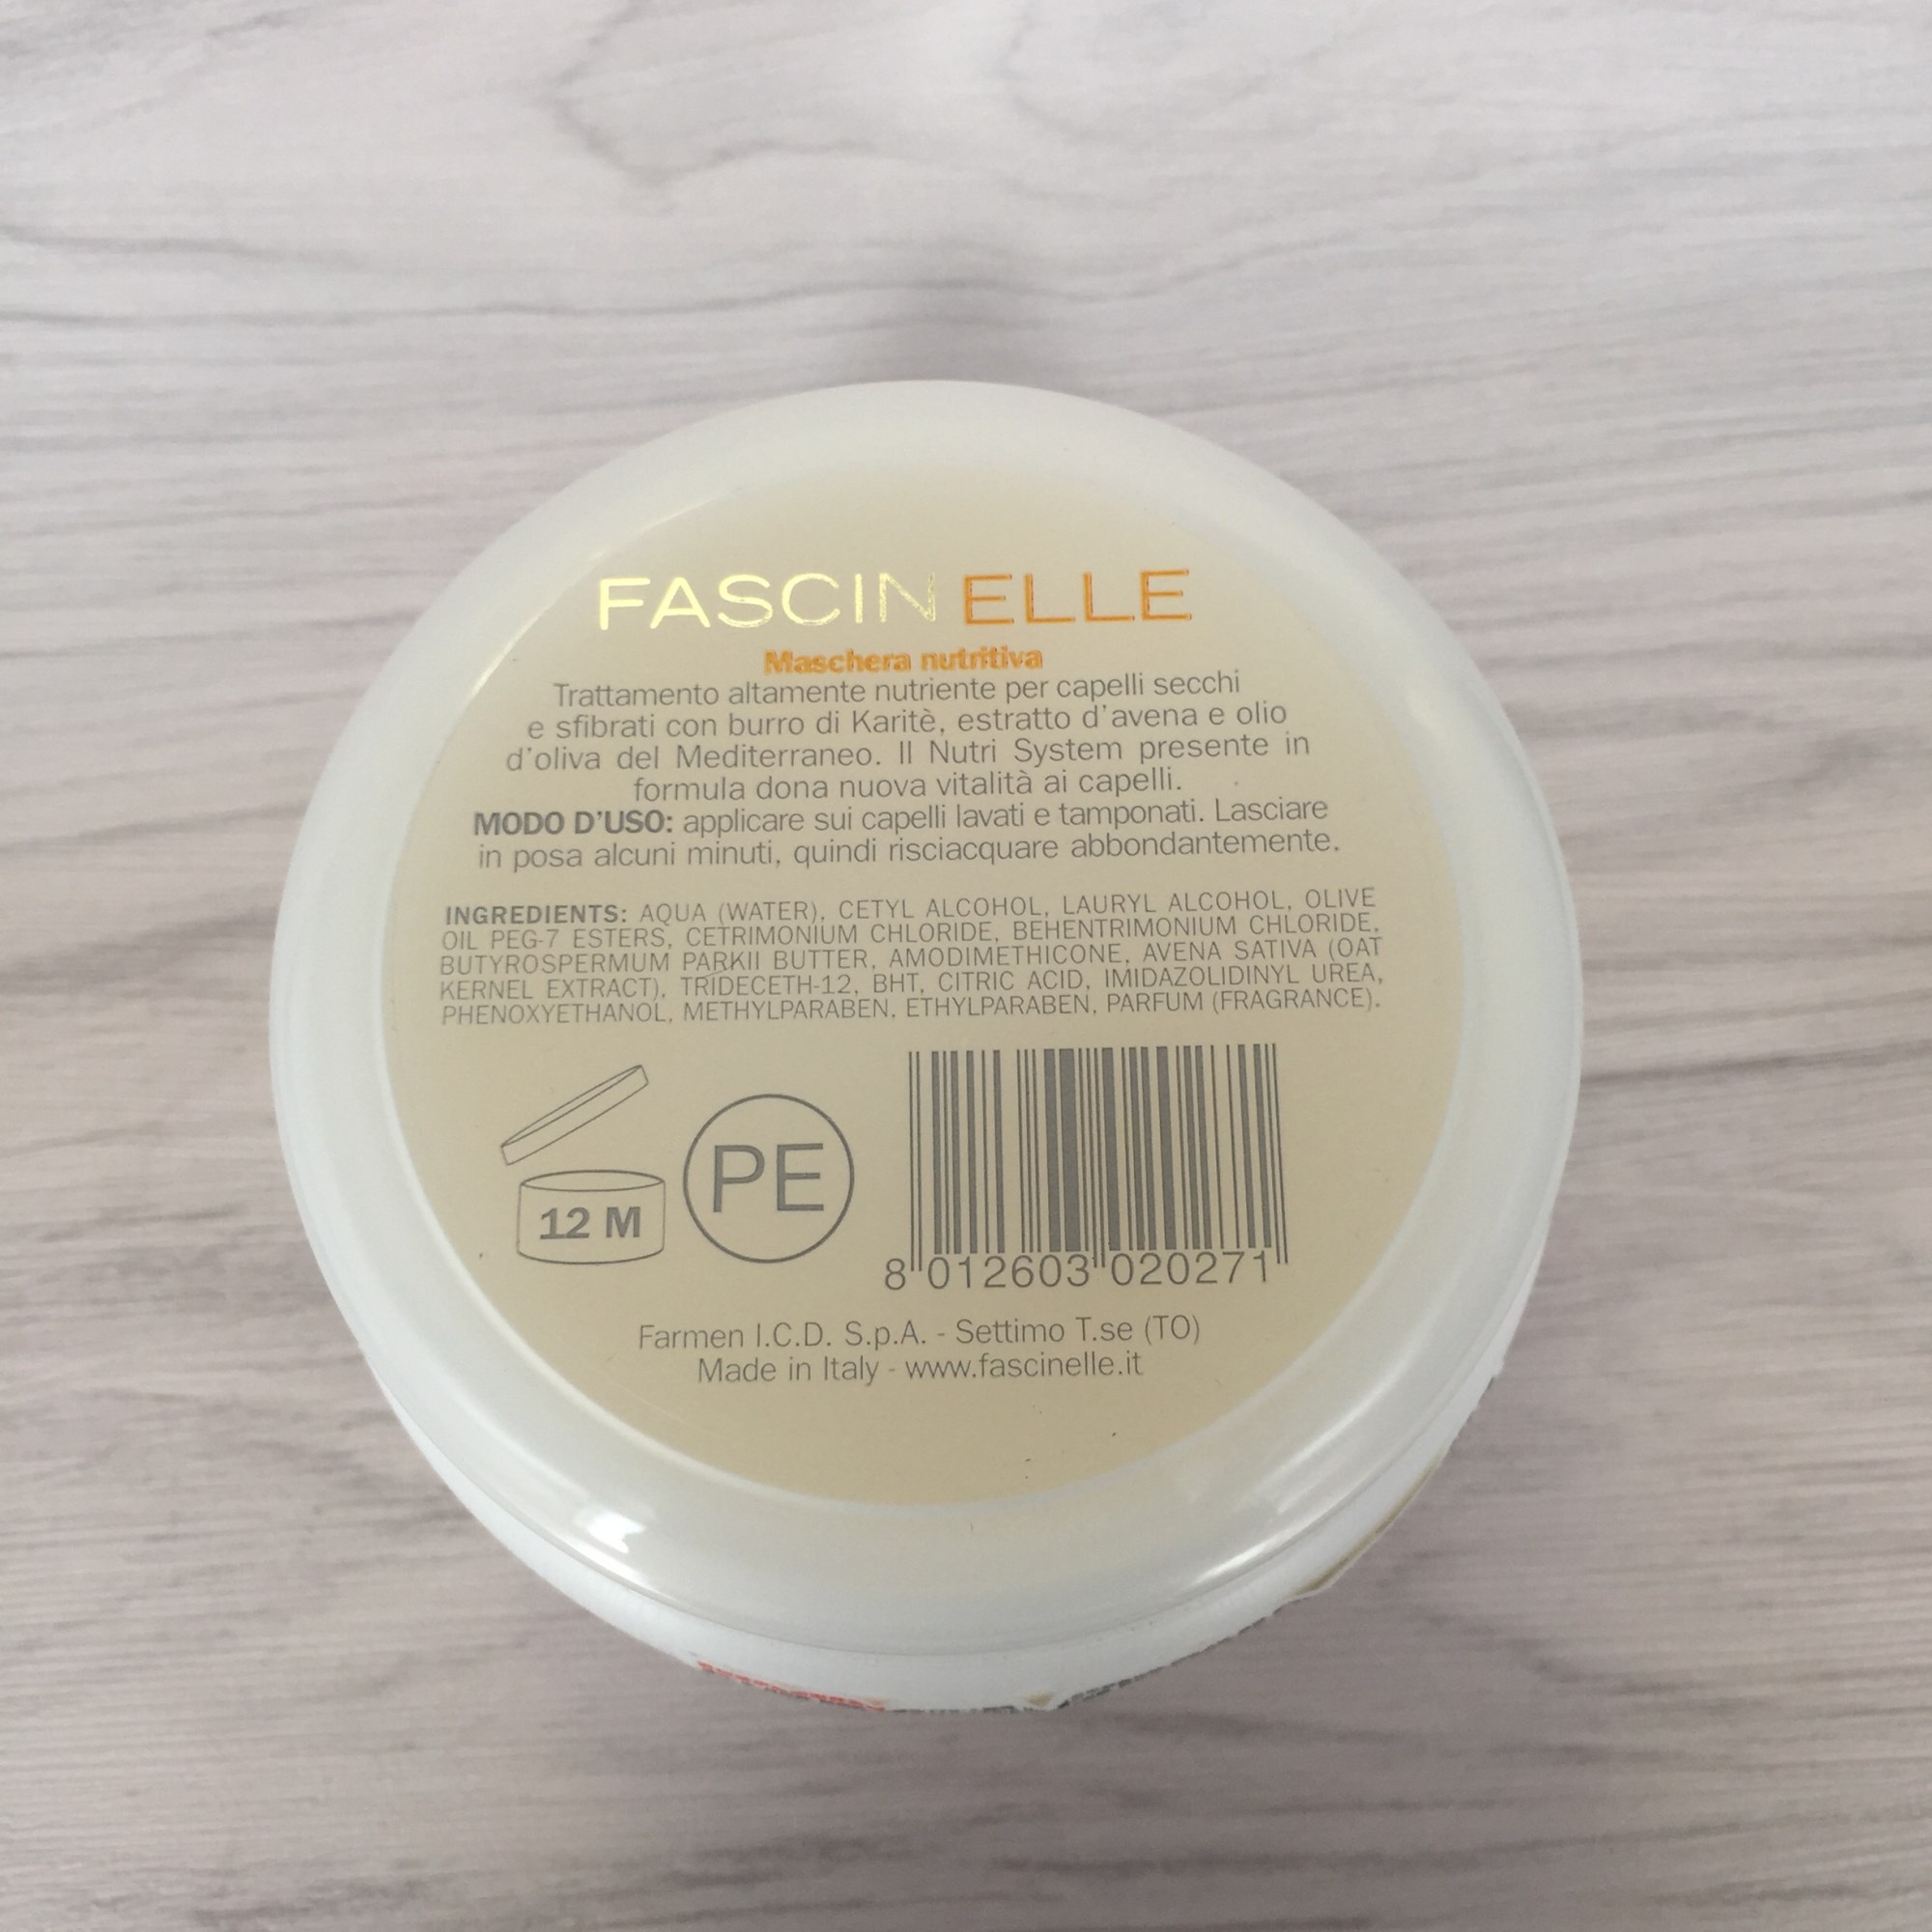 FASCINELLE
Maschera nutritiva
Trattamento altamente nutriente per capelli secchi
e sfibrati con burro di Karitè, estratto d'avena e olio
d'oliva del Mediterraneo. Il Nutri System presente in
formula dona nuova vitalità ai capelli.
MODO D'USO: applicare sui capelli lavati e tamponati. Lasciare
in posa alcuni minuti, quindi risciacquare abbondantemente.
INGREDIENTS: AQUA (WATER), CETYL ALCOHOL, LAURYL ALCOHOL, OLIVE
OIL PEG-7 ESTERS, CETRIMONIUM CHLORIDE, BEHENTRIMONIUM CHLORIDE,
BUTYROSPERMUM PARKII BUTTER, AMODIMETHICONE, AVENA SATIVA (OAT
KERNEL EXTRACT), TRIDECETH-12, BHT, CITRIC ACID, IMIDAZOLIDINYL UREA,
PHENOXYETHANOL, METHYLPARABEN, ETHYLPARABEN, PARFUM (FRAGRANCE).
12 M
PE
8 012603 020271
Farmen I.C.D. S.p.A. - Settimo T.se (TO)
Made in Italy - www.fascinelle.it